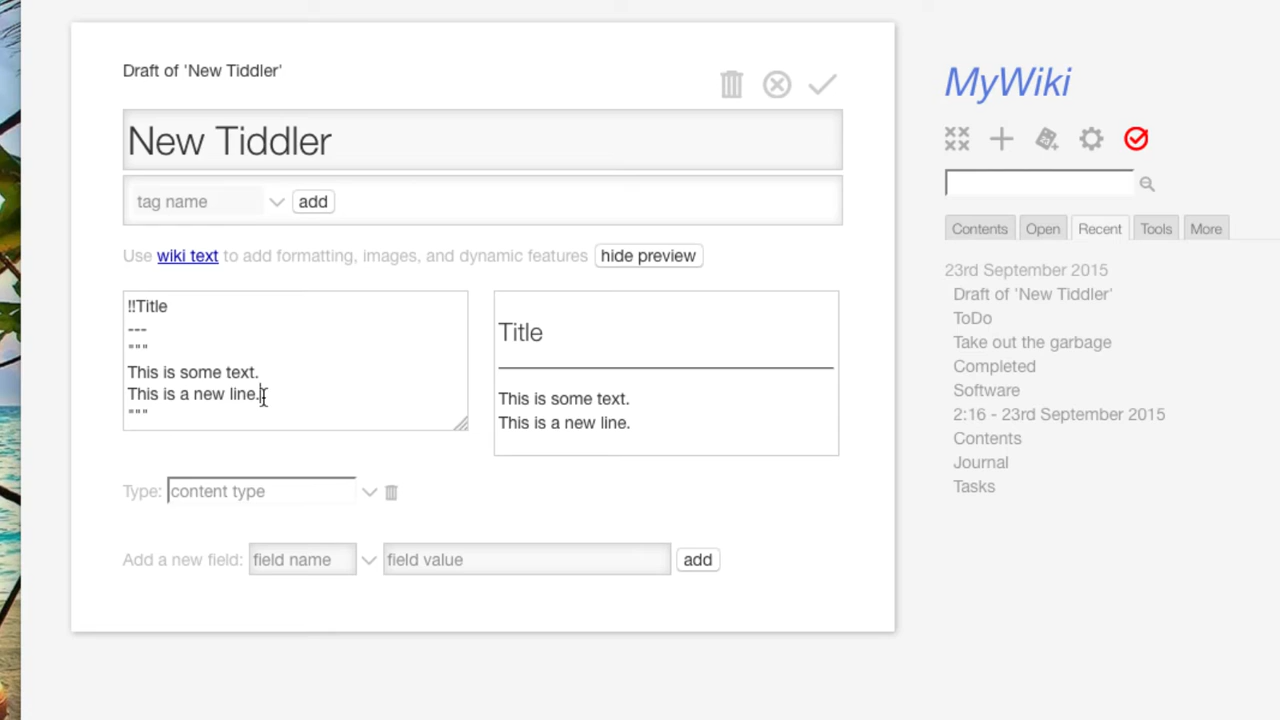 Draft of 'New Tiddler'
New Tiddler
tag name add
Use wiki text to add formatting, images, and dynamic features hide preview
!!Title
---
"""
This is some text.
This is a new line.
"""
Title
This is some text.
This is a new line.
Type: content type
Add a new field: field name field value add
MyWiki
Contents Open Recent Tools More
23rd September 2015
Draft of 'New Tiddler'
ToDo
Take out the garbage
Completed
Software
2:16 - 23rd September 2015
Contents
Journal
Tasks